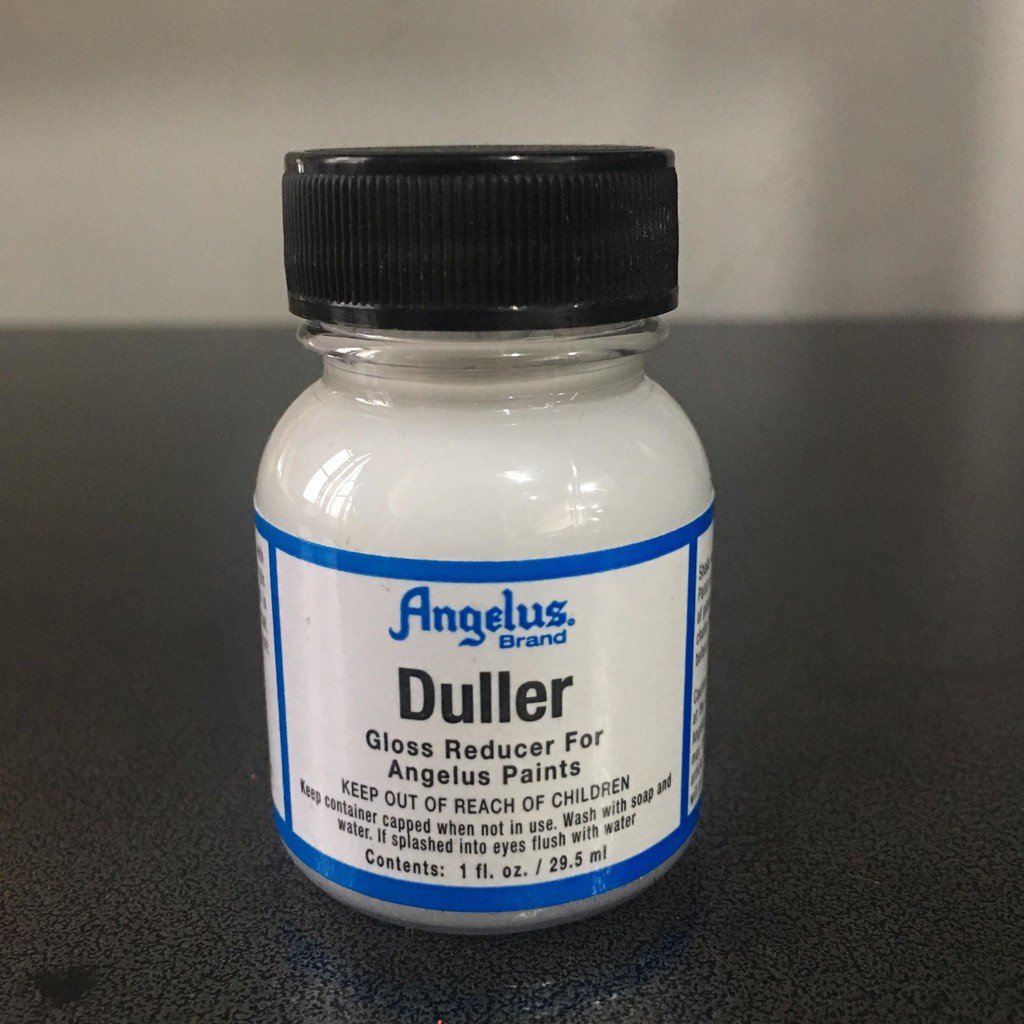 Angelus.
Brand
Duller
Gloss Reducer For
Angelus Paints
KEEP OUT OF REACH OF CHILDREN
Keep container capped when not in use. Wash with soap and
water. If splashed into eyes flush with water
Contents: 1 fl. oz. / 29.5 ml